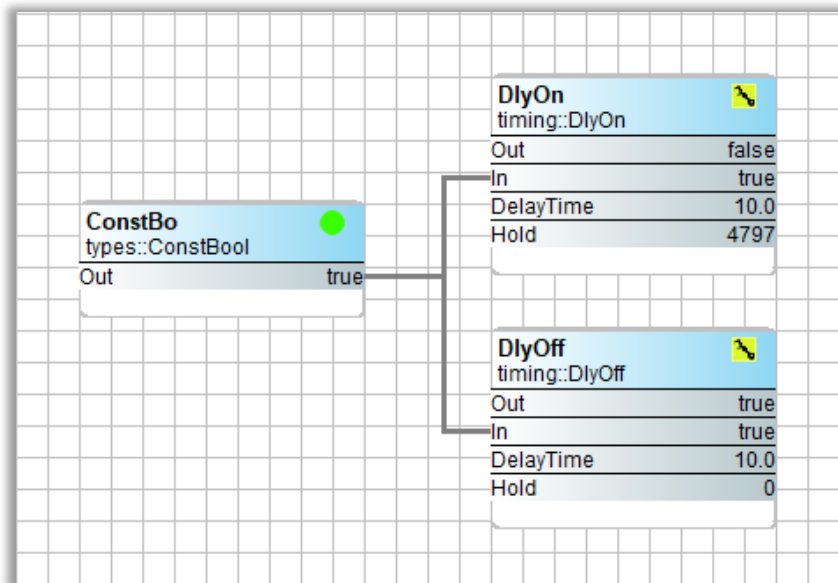 DlyOn
timing::DlyOn
Out false
In true
DelayTime 10.0
Hold 4797
ConstBo
types::ConstBool
Out true
DlyOff
timing::DlyOff
Out true
In true
DelayTime 10.0
Hold 0